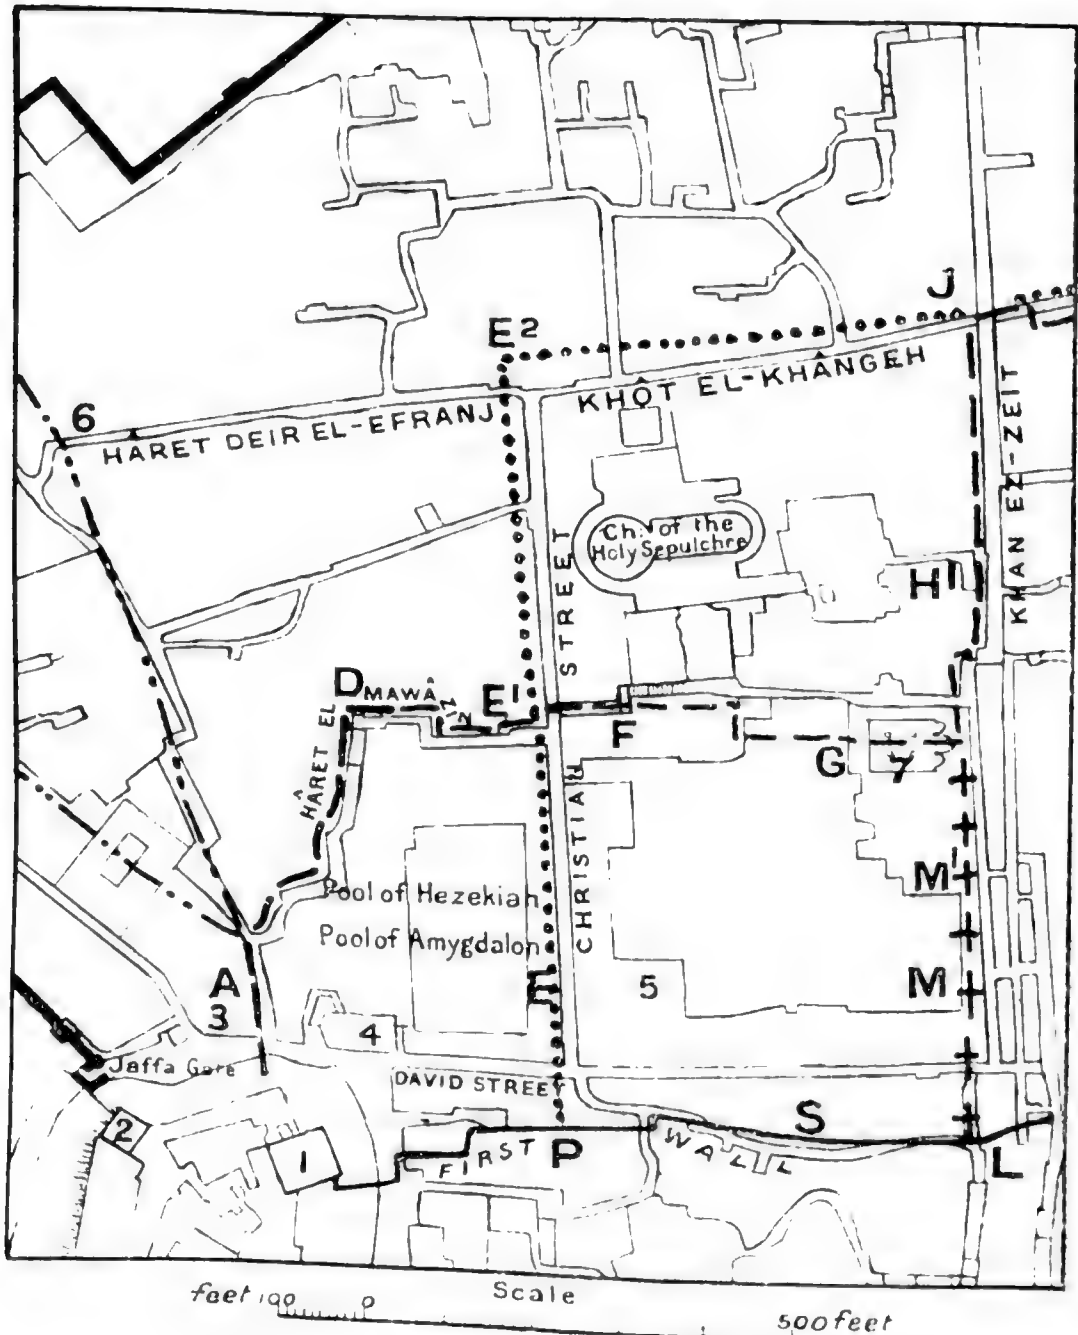 J
E2
KHÔT EL-KHÂNGEH
6
HARET DEIR EL-EFRANJ
KHAN EZ-ZEIT
Ch. of the
Holy Sepulchre
H'
STREET
D
MAWÂ
E'
HÂRET EL
F
G
7
CHRISTIAN
M'
Pool of Hezekiah
Pool of Amygdalon
E
A
3
4
5
M
Jaffa Gate
DAVID STREET
2
1
S
FIRST
P
WALL
L
feet 100
0
Scale
500 feet